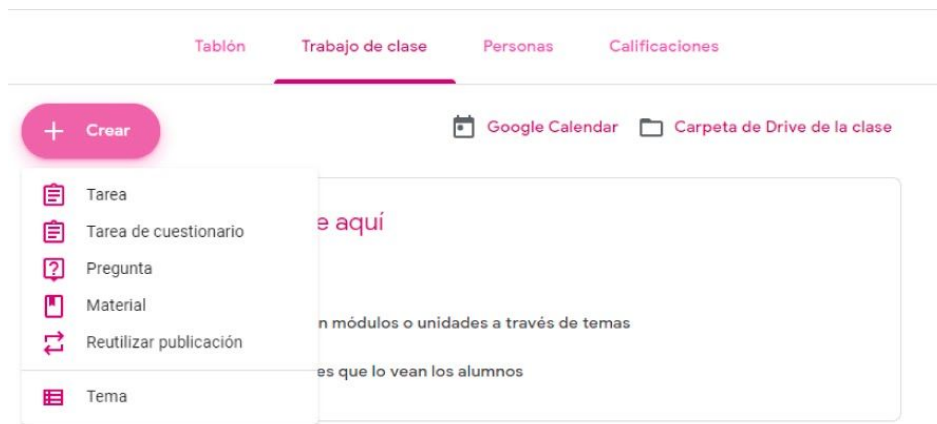 Tablón Trabajo de clase Personas Calificaciones
Crear Google Calendar Carpeta de Drive de la clase
Tarea
Tarea de cuestionario
e aquí
Pregunta
Material
n módulos o unidades a través de temas
Reutilizar publicación
es que lo vean los alumnos
Tema